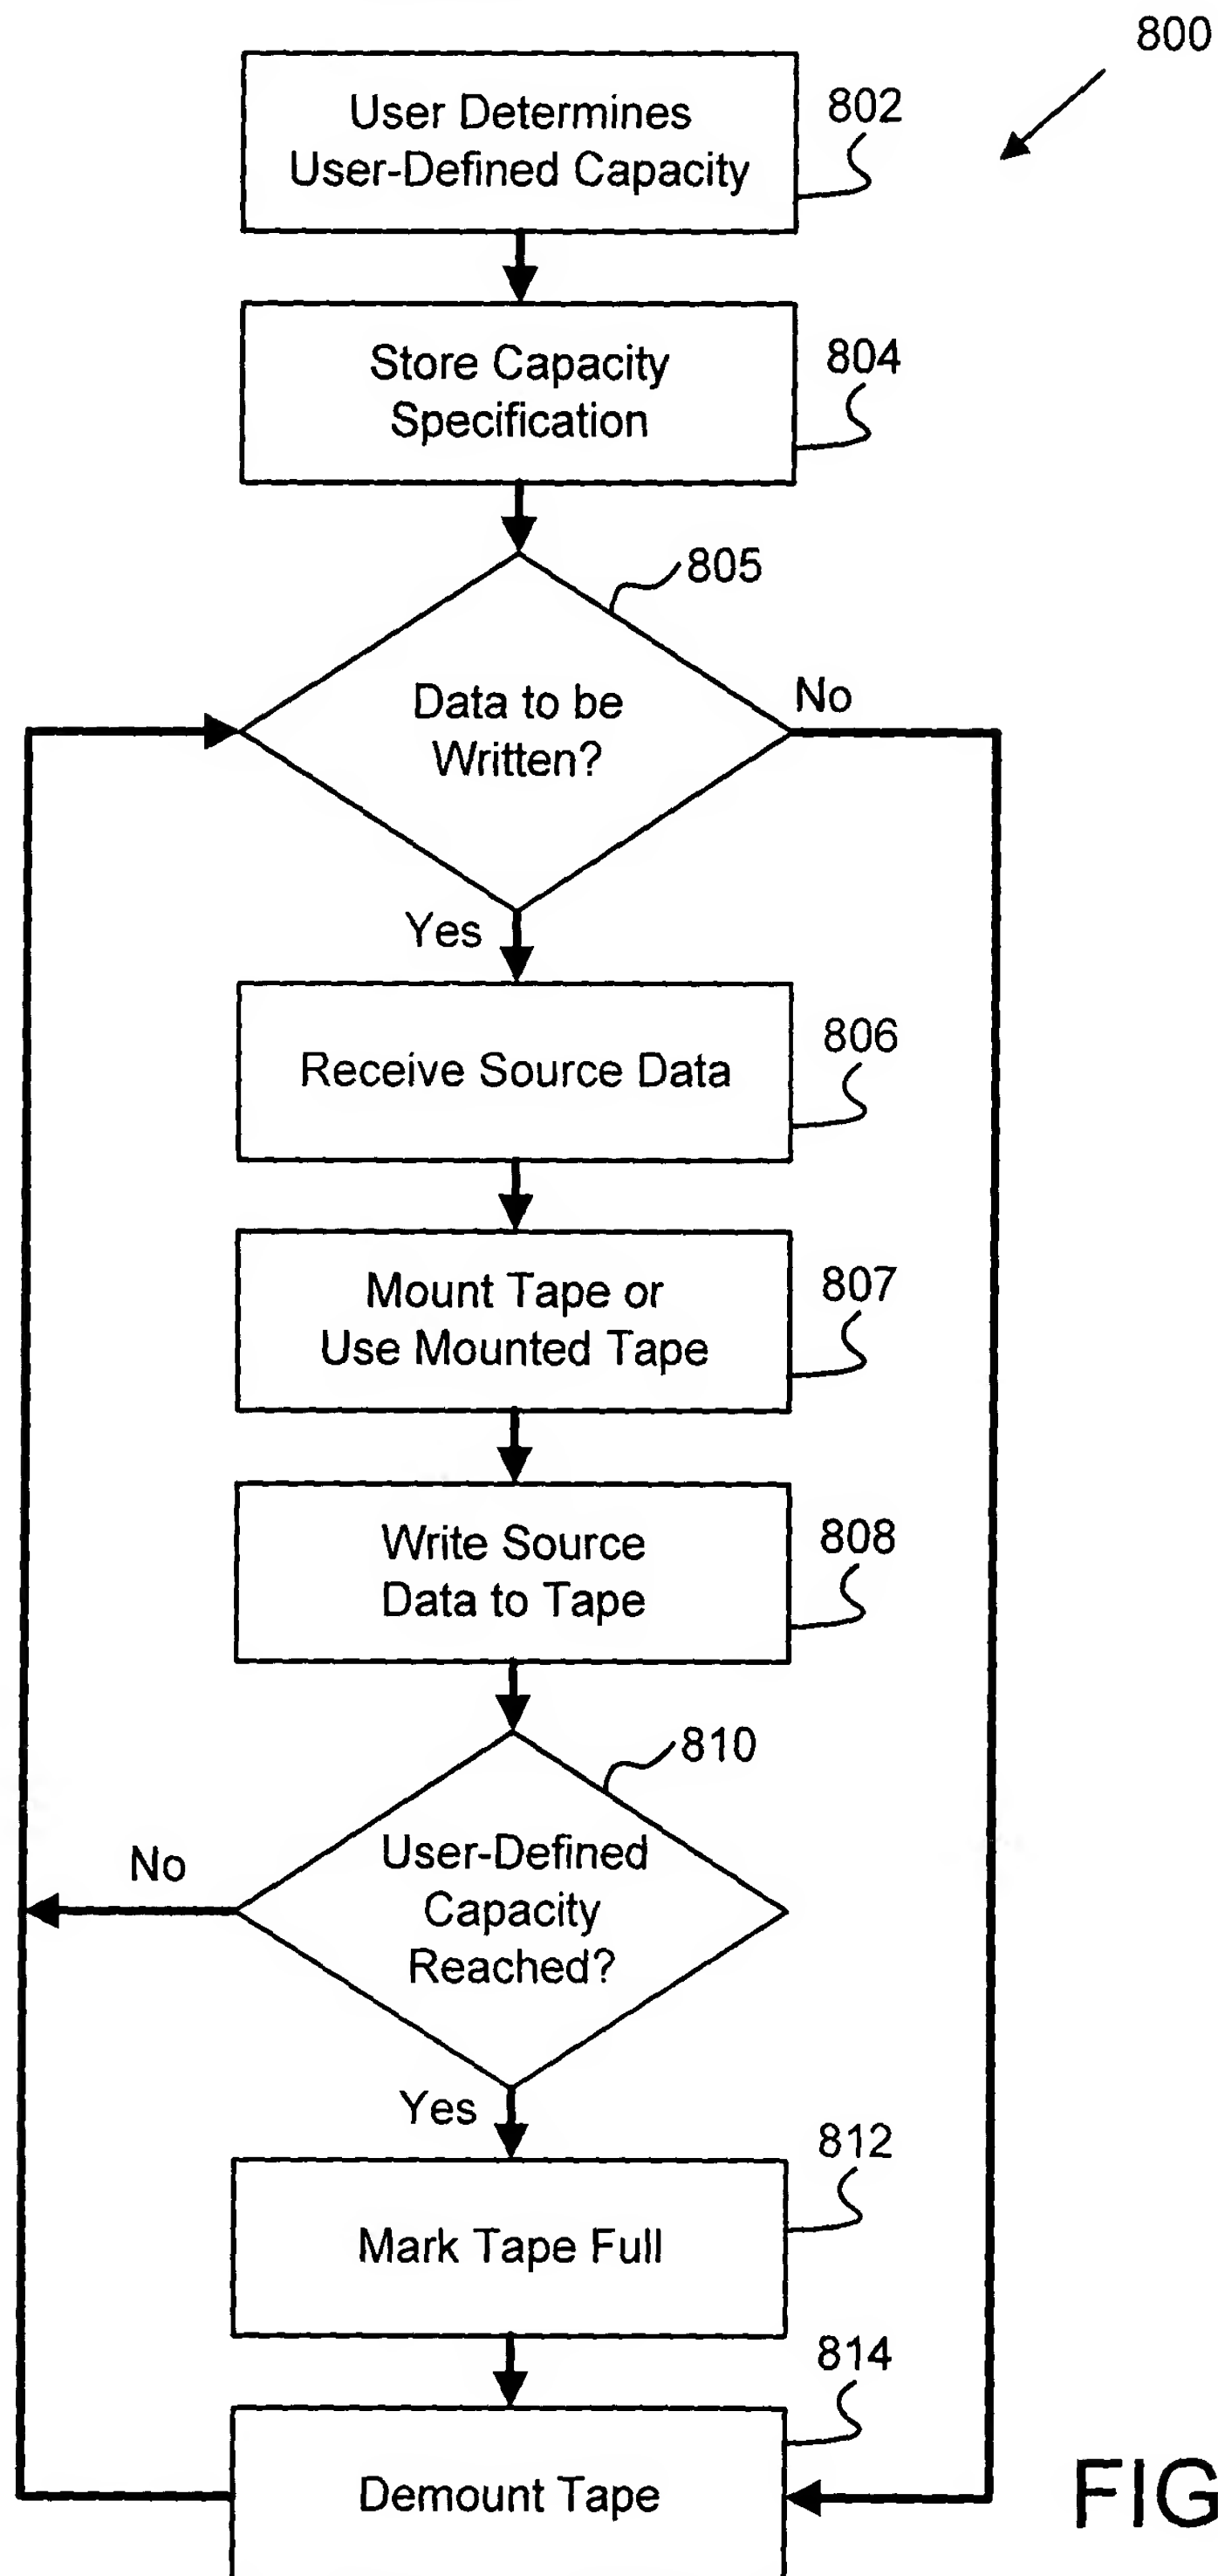 800
User Determines
User-Defined Capacity
802
Store Capacity
Specification
804
805
Data to be
Written?
No
Yes
Receive Source Data
806
Mount Tape or
Use Mounted Tape
807
Write Source
Data to Tape
808
810
User-Defined
Capacity
Reached?
No
Yes
812
Mark Tape Full
814
Demount Tape
FIG